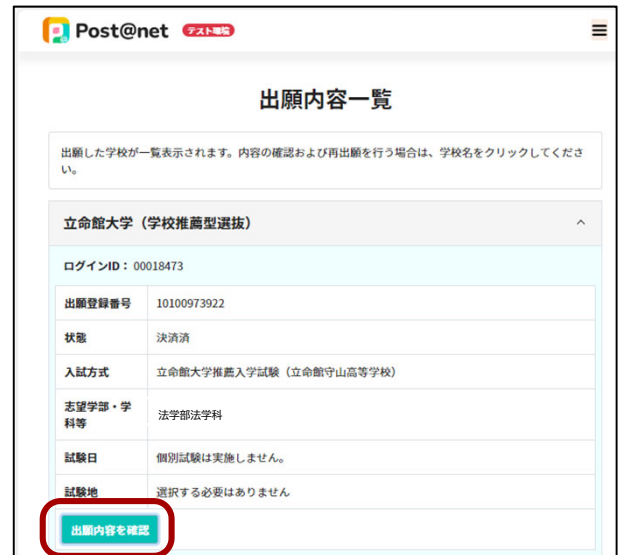 Post@net テスト環境
出願内容一覧
出願した学校が一覧表示されます。内容の確認および再出願を行う場合は、学校名をクリックしてくださ
い。
立命館大学（学校推薦型選抜）
ログインID： 00018473
出願登録番号 10100973922
状態 決済済
入試方式 立命館大学推薦入学試験（立命館守山高等学校）
志望学部・学
科等 法学部法学科
試験日 個別試験は実施しません。
試験地 選択する必要はありません
出願内容を確認